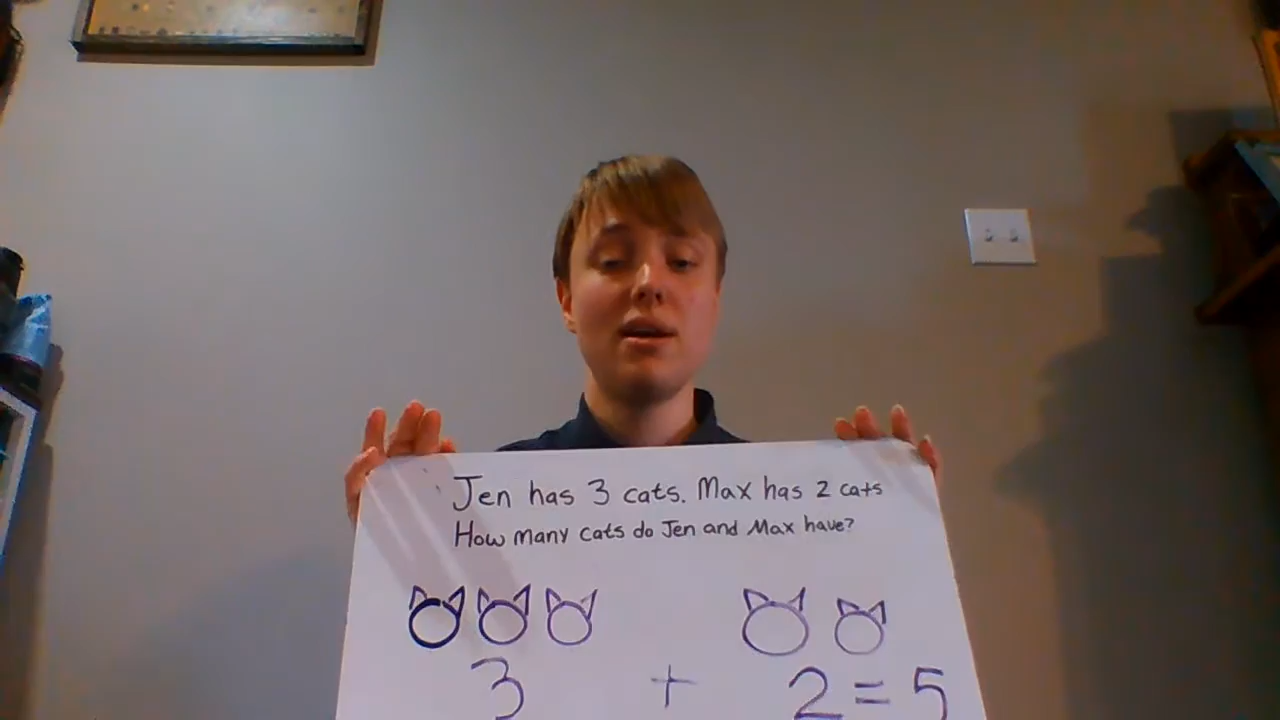 Jen has 3 cats. Max has 2 cats
How many cats do Jen and Max have?
3 + 2 = 5